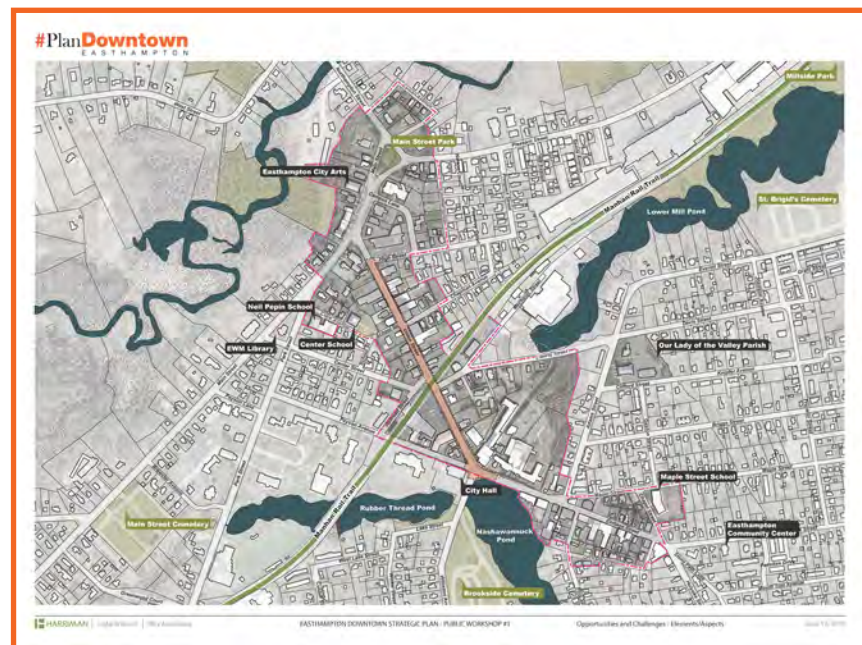 #PlanDowntown
EASTHAMPTON
Millside Park
Main Street Park
Easthampton City Arts
Manhan Rail Trail
Lower Mill Pond
St. Brigid's Cemetery
Neil Pepin School
EWM Library
Center School
Our Lady of the Valley Parish
Maple Street School
City Hall
Rubber Thread Pond
Manhan Rail Trail
Main Street Cemetery
Nashawannuck
Pond
Easthampton
Community Center
Brookside Cemetery
HARRIMAN
EASTHAMPTON DOWNTOWN STRATEGIC PLAN - PUBLIC WORKSHOP #1
Opportunities and Challenges - Elements/Aspects